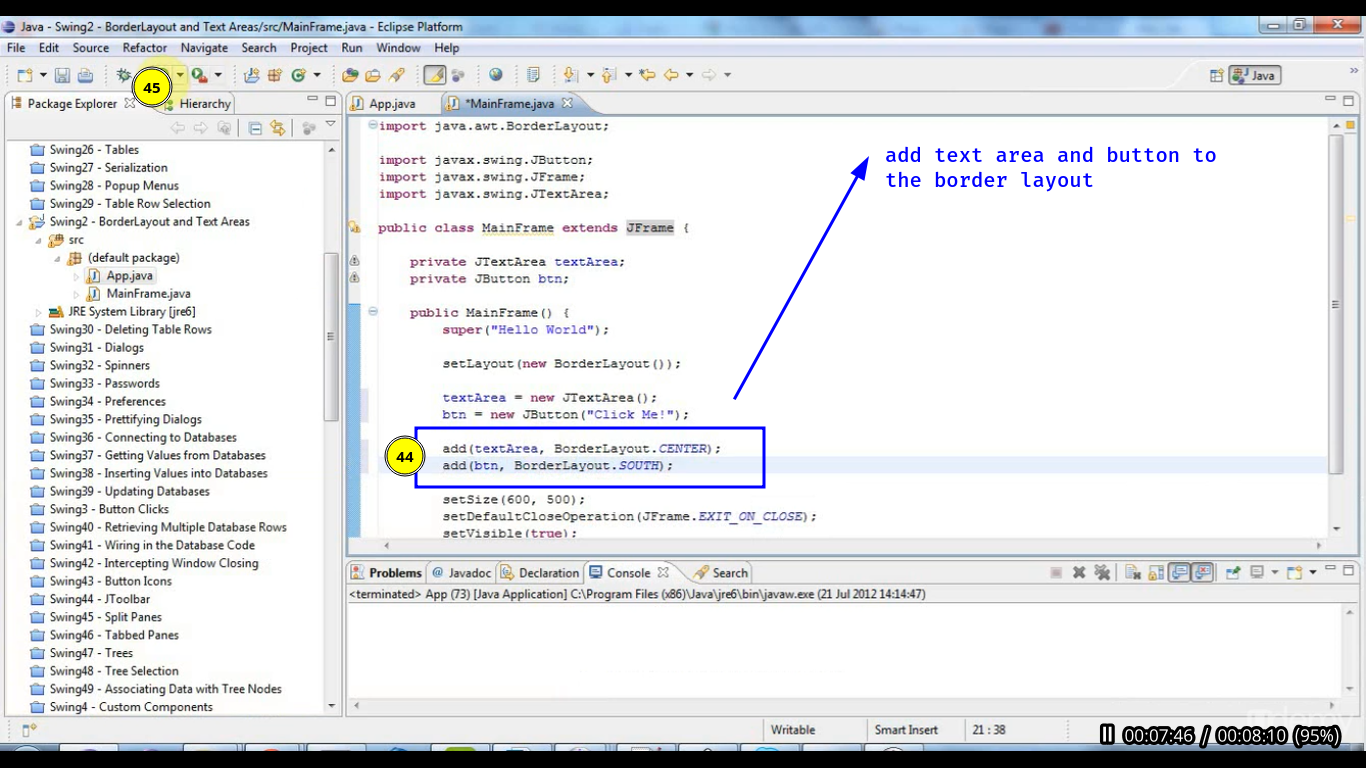 Java - Swing2 - BorderLayout and Text Areas/src/MainFrame.java - Eclipse Platform
File Edit Source Refactor Navigate Search Project Run Window Help
45
Java
Package Explorer Hierarchy
App.java *MainFrame.java
Swing26 - Tables
Swing27 - Serialization
Swing28 - Popup Menus
Swing29 - Table Row Selection
Swing2 - BorderLayout and Text Areas
src
(default package)
App.java
MainFrame.java
JRE System Library [jre6]
Swing30 - Deleting Table Rows
Swing31 - Dialogs
Swing32 - Spinners
Swing33 - Passwords
Swing34 - Preferences
Swing35 - Prettifying Dialogs
Swing36 - Connecting to Databases
Swing37 - Getting Values from Databases
Swing38 - Inserting Values into Databases
Swing39 - Updating Databases
Swing3 - Button Clicks
Swing40 - Retrieving Multiple Database Rows
Swing41 - Wiring in the Database Code
Swing42 - Intercepting Window Closing
Swing43 - Button Icons
Swing44 - JToolbar
Swing45 - Split Panes
Swing46 - Tabbed Panes
Swing47 - Trees
Swing48 - Tree Selection
Swing49 - Associating Data with Tree Nodes
Swing4 - Custom Components
import java.awt.BorderLayout;
import javax.swing.JButton;
import javax.swing.JFrame;
import javax.swing.JTextArea;
public class MainFrame extends JFrame {
private JTextArea textArea;
private JButton btn;
public MainFrame() {
super("Hello World");
setLayout(new BorderLayout());
textArea = new JTextArea();
btn = new JButton("Click Me!");
44
add(textArea, BorderLayout.CENTER);
add(btn, BorderLayout.SOUTH);
setSize(600, 500);
setDefaultCloseOperation(JFrame.EXIT_ON_CLOSE);
setVisible(true);
add text area and button to
the border layout
Problems @ Javadoc Declaration Console Search
<terminated> App (73) [Java Application] C:\Program Files (x86)\Java\jre6\bin\javaw.exe (21 Jul 2012 14:14:47)
Writable Smart Insert 21 : 38
00:07:46 / 00:08:10 (95%)